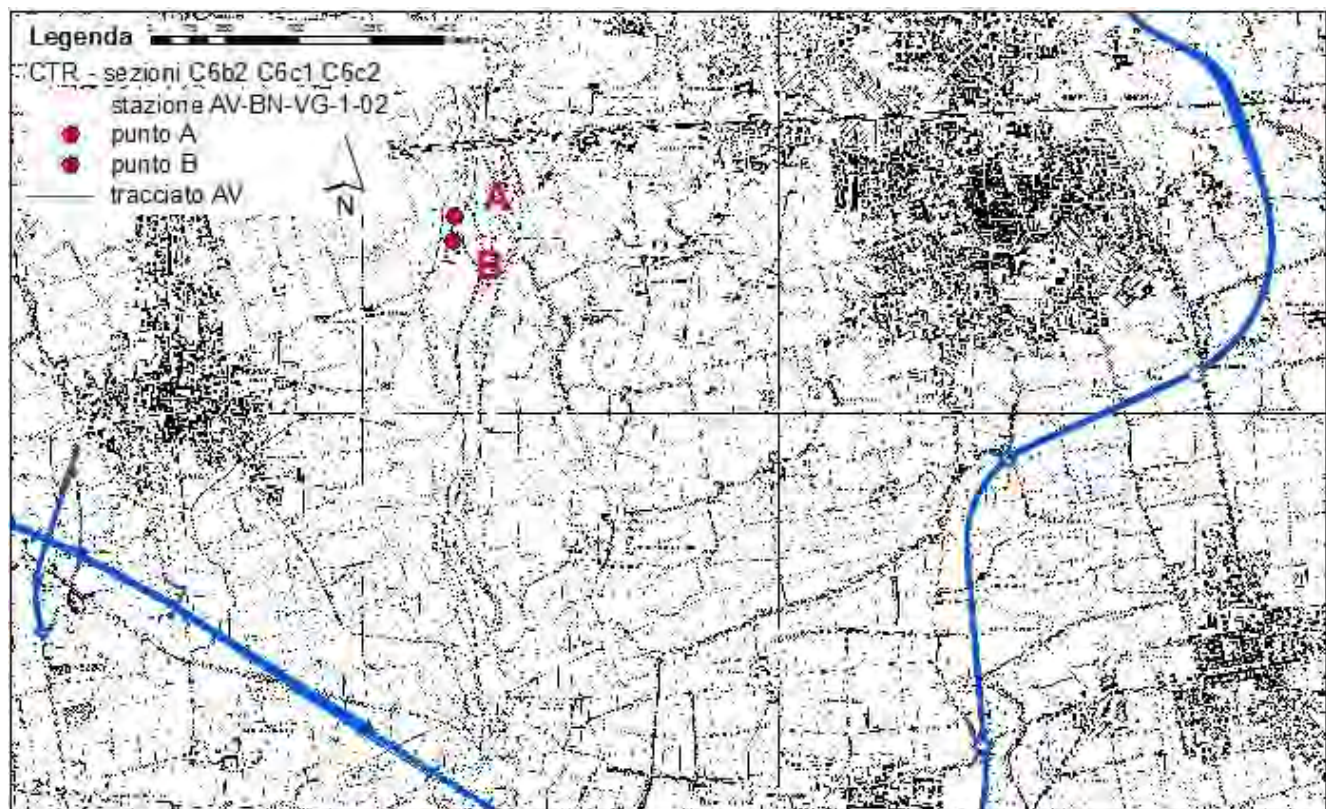 Legenda
CTR - sezioni C6b2 C6c1 C6c2
stazione AV-BN-VG-1-02
punto A
punto B
tracciato AV
N
A
B